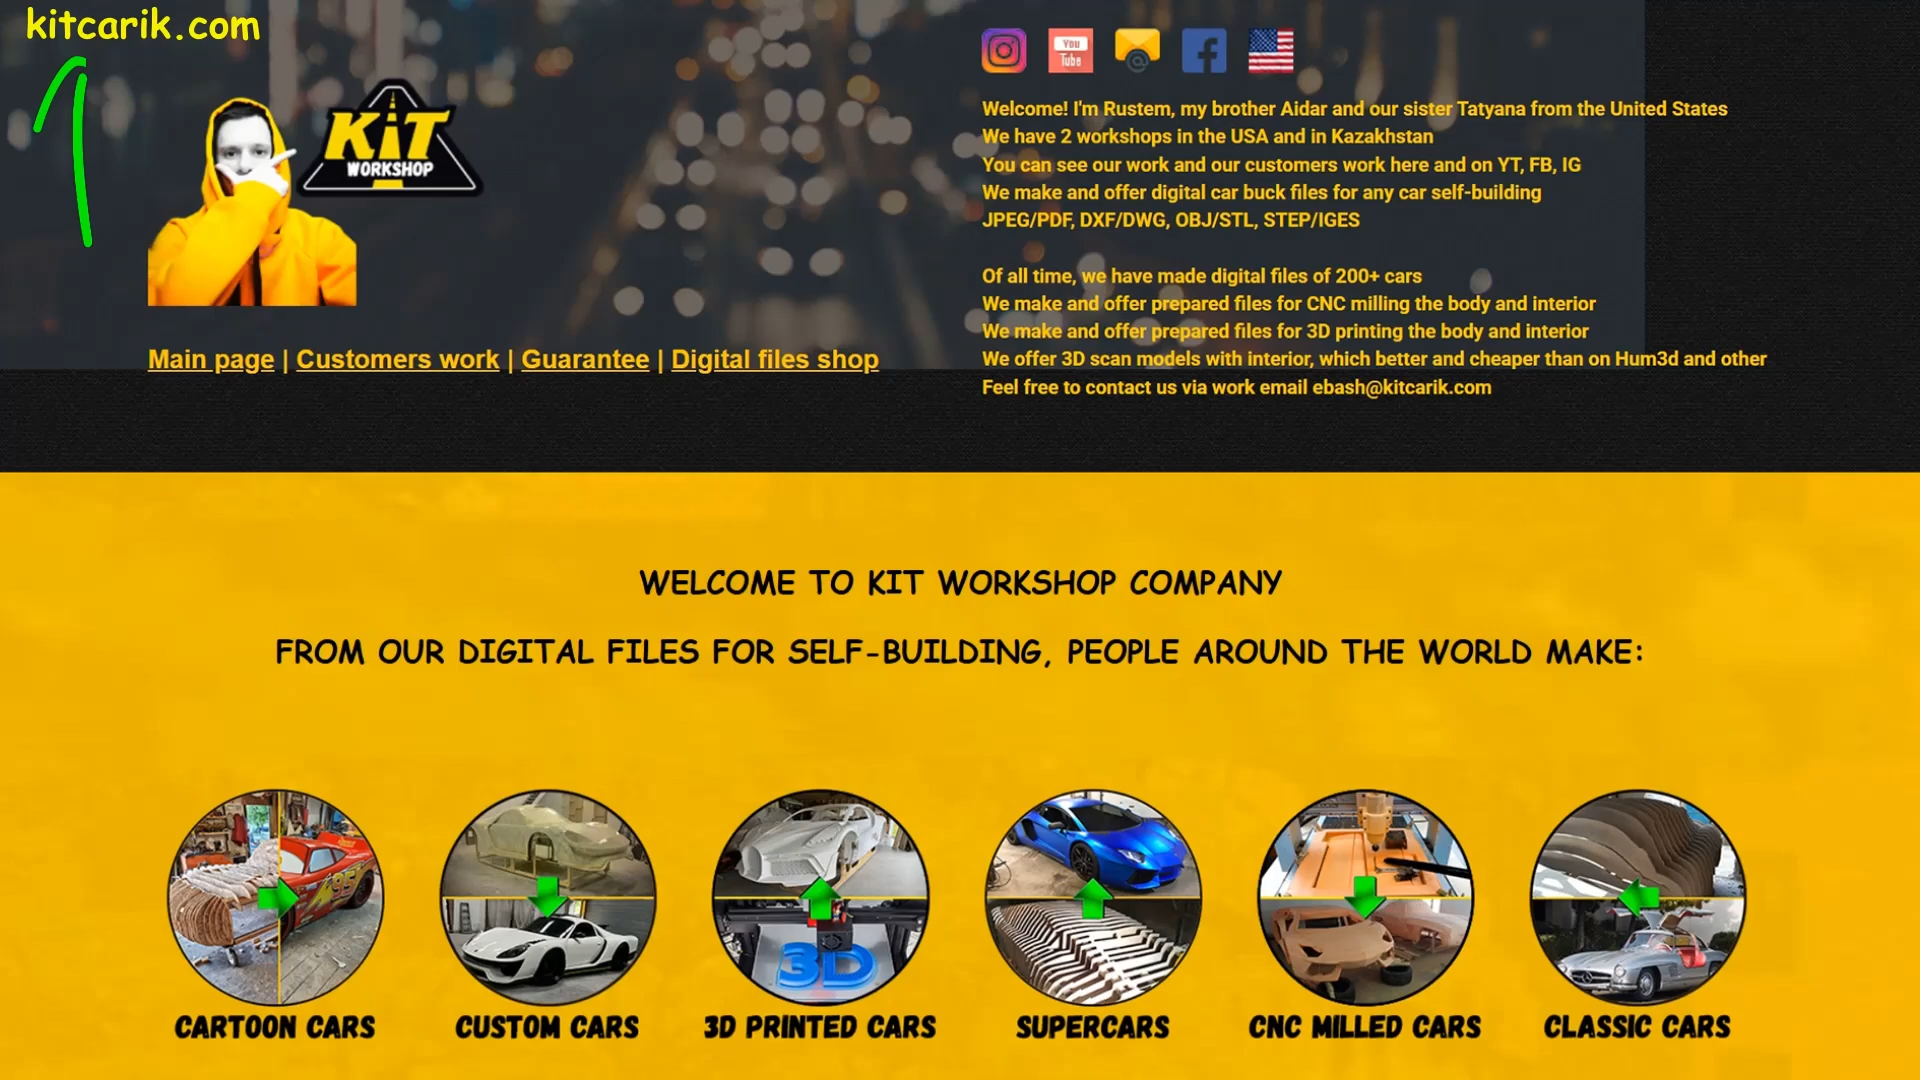 kitcarik.com
KiT
WORKSHOP
You
Tube
Welcome! I'm Rustem, my brother Aidar and our sister Tatyana from the United States
We have 2 workshops in the USA and in Kazakhstan
You can see our work and our customers work here and on YT, FB, IG
We make and offer digital car buck files for any car self-building
JPEG/PDF, DXF/DWG, OBJ/STL, STEP/IGES
Of all time, we have made digital files of 200+ cars
We make and offer prepared files for CNC milling the body and interior
We make and offer prepared files for 3D printing the body and interior
We offer 3D scan models with interior, which better and cheaper than on Hum3d and other
Feel free to contact us via work email ebash@kitcarik.com
Main page | Customers work | Guarantee | Digital files shop
WELCOME TO KIT WORKSHOP COMPANY
FROM OUR DIGITAL FILES FOR SELF-BUILDING, PEOPLE AROUND THE WORLD MAKE:
95
3D
CARTOON CARS
CUSTOM CARS
3D PRINTED CARS
SUPERCARS
CNC MILLED CARS
CLASSIC CARS